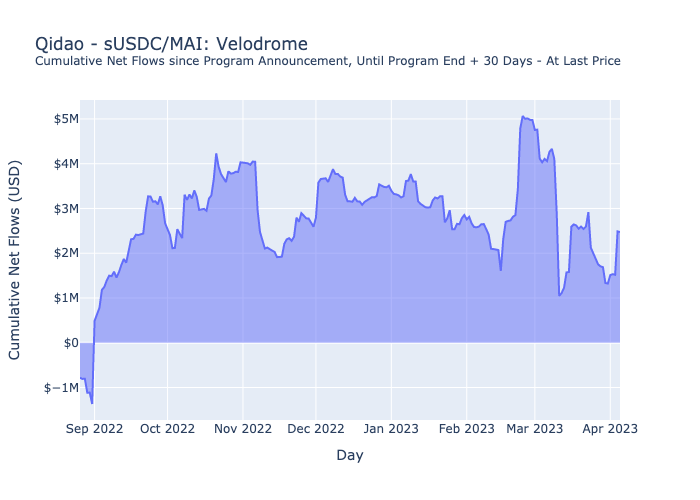 Qidao - sUSDC/MAI: Velodrome
Cumulative Net Flows since Program Announcement, Until Program End + 30 Days - At Last Price
Cumulative Net Flows (USD)
$5M
$4M
$3M
$2M
$1M
$0
$−1M
Sep 2022 Oct 2022 Nov 2022 Dec 2022 Jan 2023 Feb 2023 Mar 2023 Apr 2023
Day